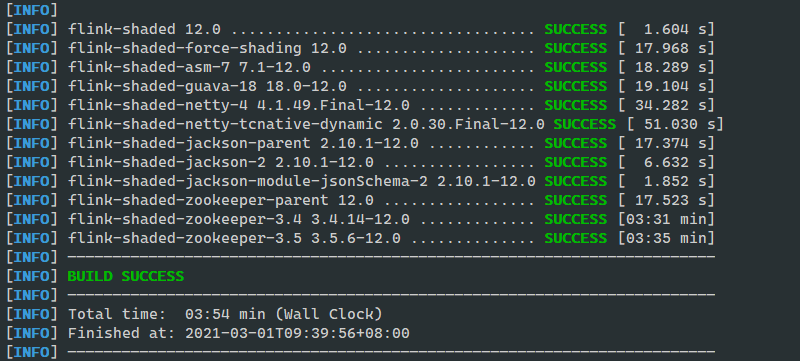 [INFO]
[INFO] flink-shaded 12.0 ................................... SUCCESS [  1.604 s]
[INFO] flink-shaded-force-shading 12.0 ..................... SUCCESS [ 17.968 s]
[INFO] flink-shaded-asm-7 7.1-12.0 ......................... SUCCESS [ 18.289 s]
[INFO] flink-shaded-guava-18 18.0-12.0 ..................... SUCCESS [ 19.104 s]
[INFO] flink-shaded-netty-4 4.1.49.Final-12.0 .............. SUCCESS [ 34.282 s]
[INFO] flink-shaded-netty-tcnative-dynamic 2.0.30.Final-12.0 SUCCESS [ 51.030 s]
[INFO] flink-shaded-jackson-parent 2.10.1-12.0 ............. SUCCESS [ 17.374 s]
[INFO] flink-shaded-jackson-2 2.10.1-12.0 .................. SUCCESS [  6.632 s]
[INFO] flink-shaded-jackson-module-jsonSchema-2 2.10.1-12.0 SUCCESS [  1.852 s]
[INFO] flink-shaded-zookeeper-parent 12.0 .................. SUCCESS [ 17.523 s]
[INFO] flink-shaded-zookeeper-3.4 3.4.14-12.0 .............. SUCCESS [03:31 min]
[INFO] flink-shaded-zookeeper-3.5 3.5.6-12.0 ............... SUCCESS [03:35 min]
[INFO] ------------------------------------------------------------------------
[INFO] BUILD SUCCESS
[INFO] ------------------------------------------------------------------------
[INFO] Total time:  03:54 min (Wall Clock)
[INFO] Finished at: 2021-03-01T09:39:56+08:00
[INFO] ------------------------------------------------------------------------